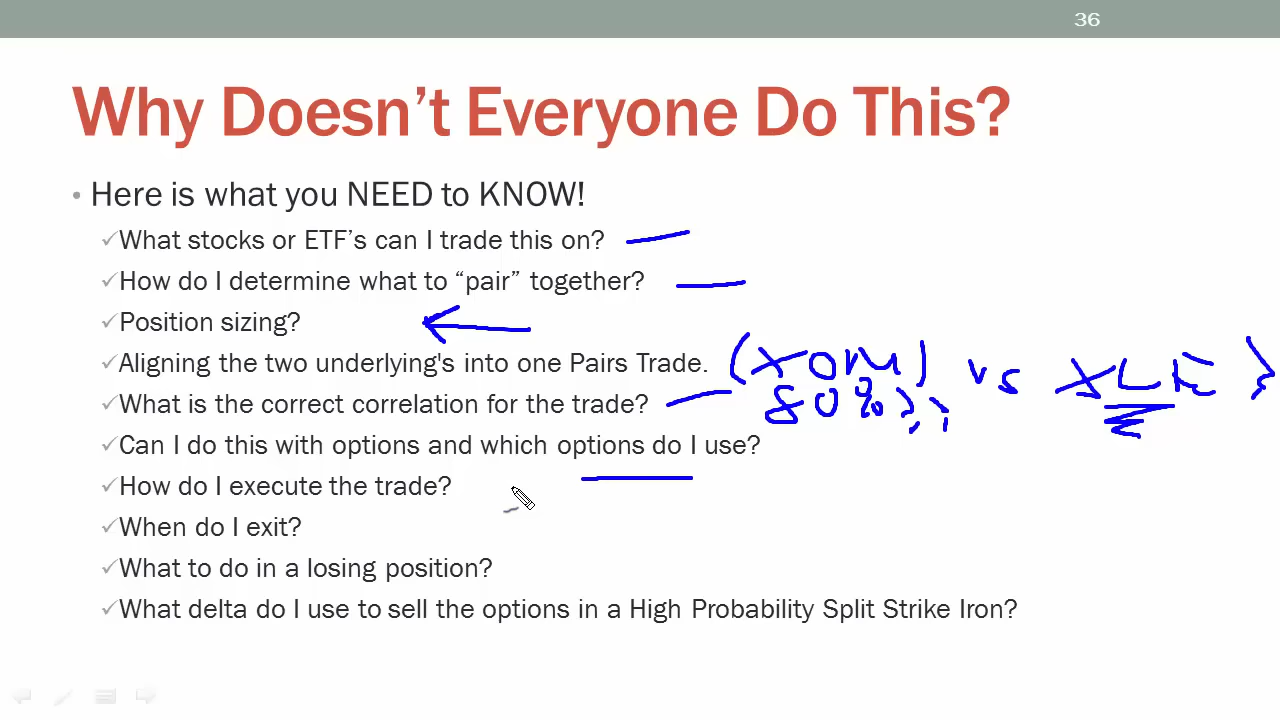 36
Why Doesn't Everyone Do This?
• Here is what you NEED to KNOW!
✓What stocks or ETF's can I trade this on?
✓How do I determine what to “pair” together?
✓Position sizing?
✓Aligning the two underlying's into one Pairs Trade.
(XOM) vs XLE
✓What is the correct correlation for the trade?
80%
✓Can I do this with options and which options do I use?
✓How do I execute the trade?
✓When do I exit?
✓What to do in a losing position?
✓What delta do I use to sell the options in a High Probability Split Strike Iron?